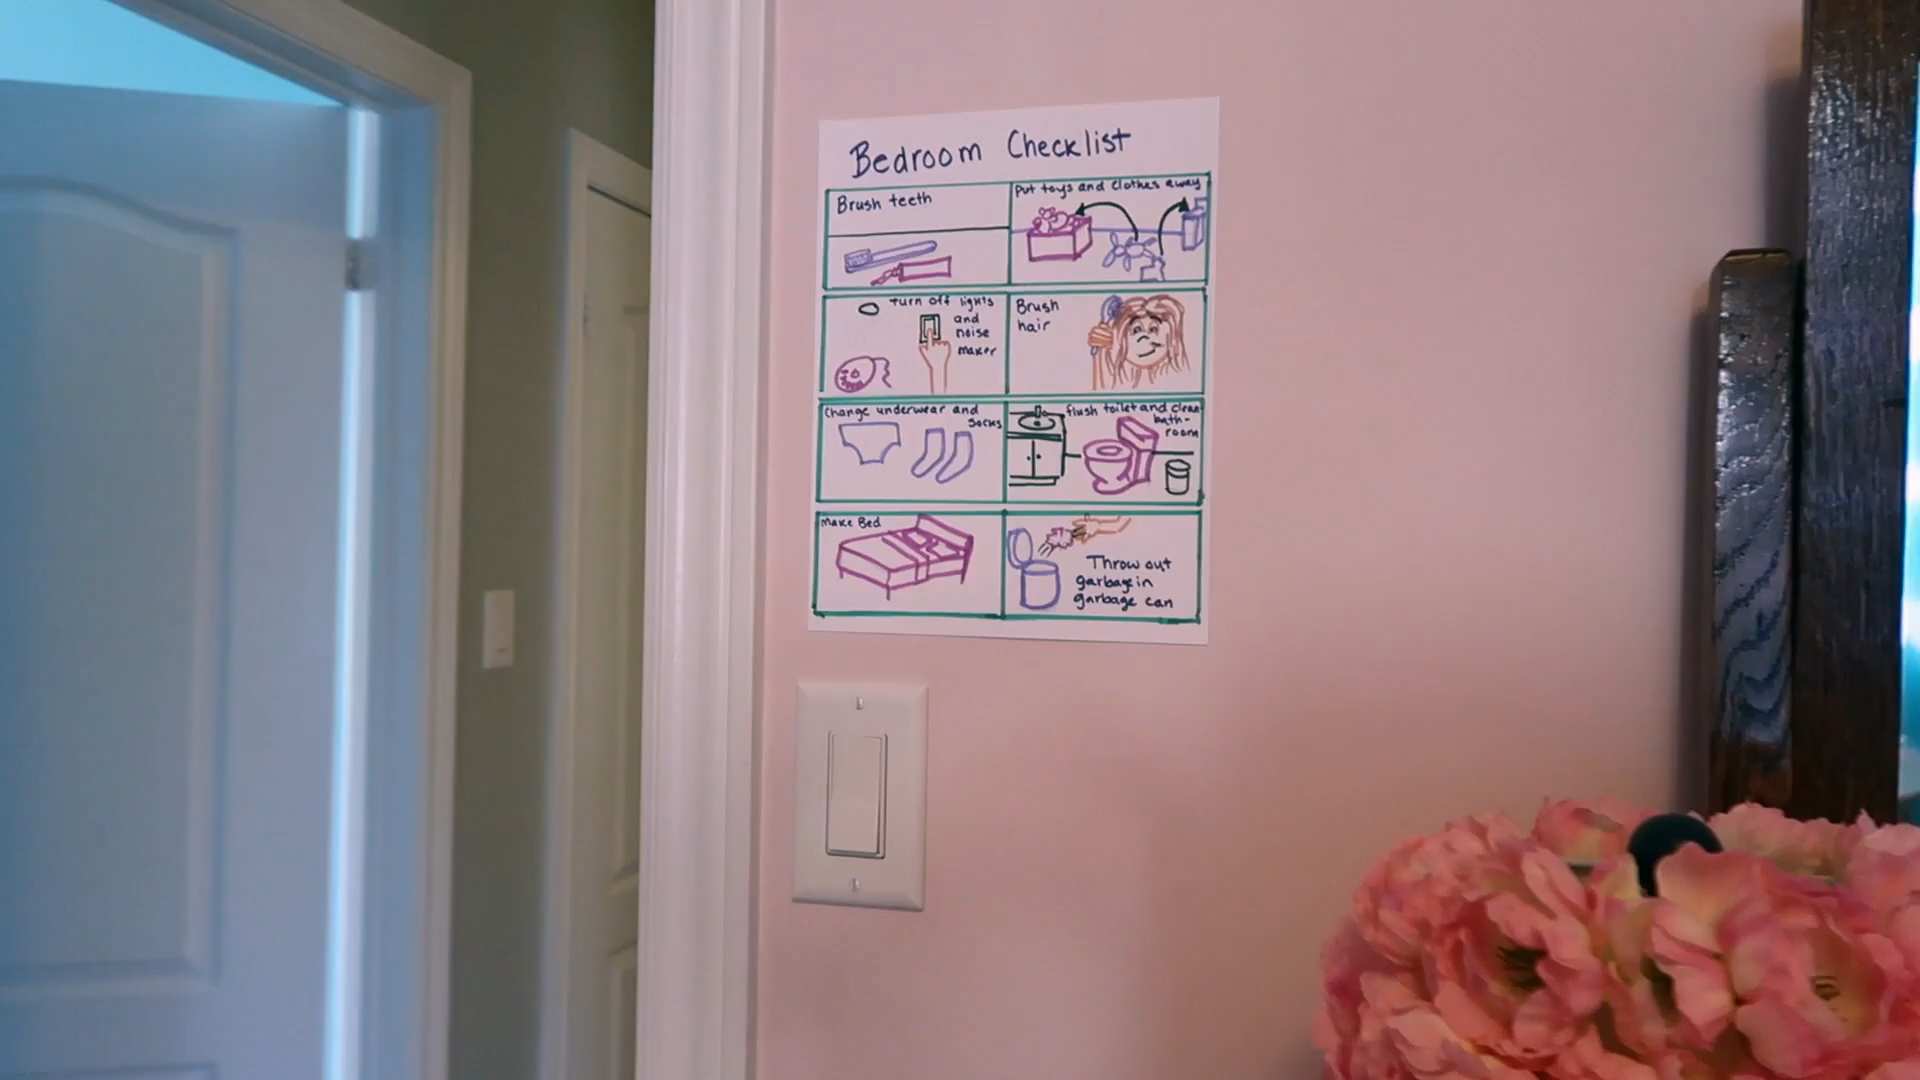 Bedroom Checklist
Brush teeth
Put toys and clothes away
turn off lights
and
noise
maker
Brush
hair
Change underwear and
socks
flush toilet and clean
bath-
room
Make Bed
Throw out
garbage in
garbage can